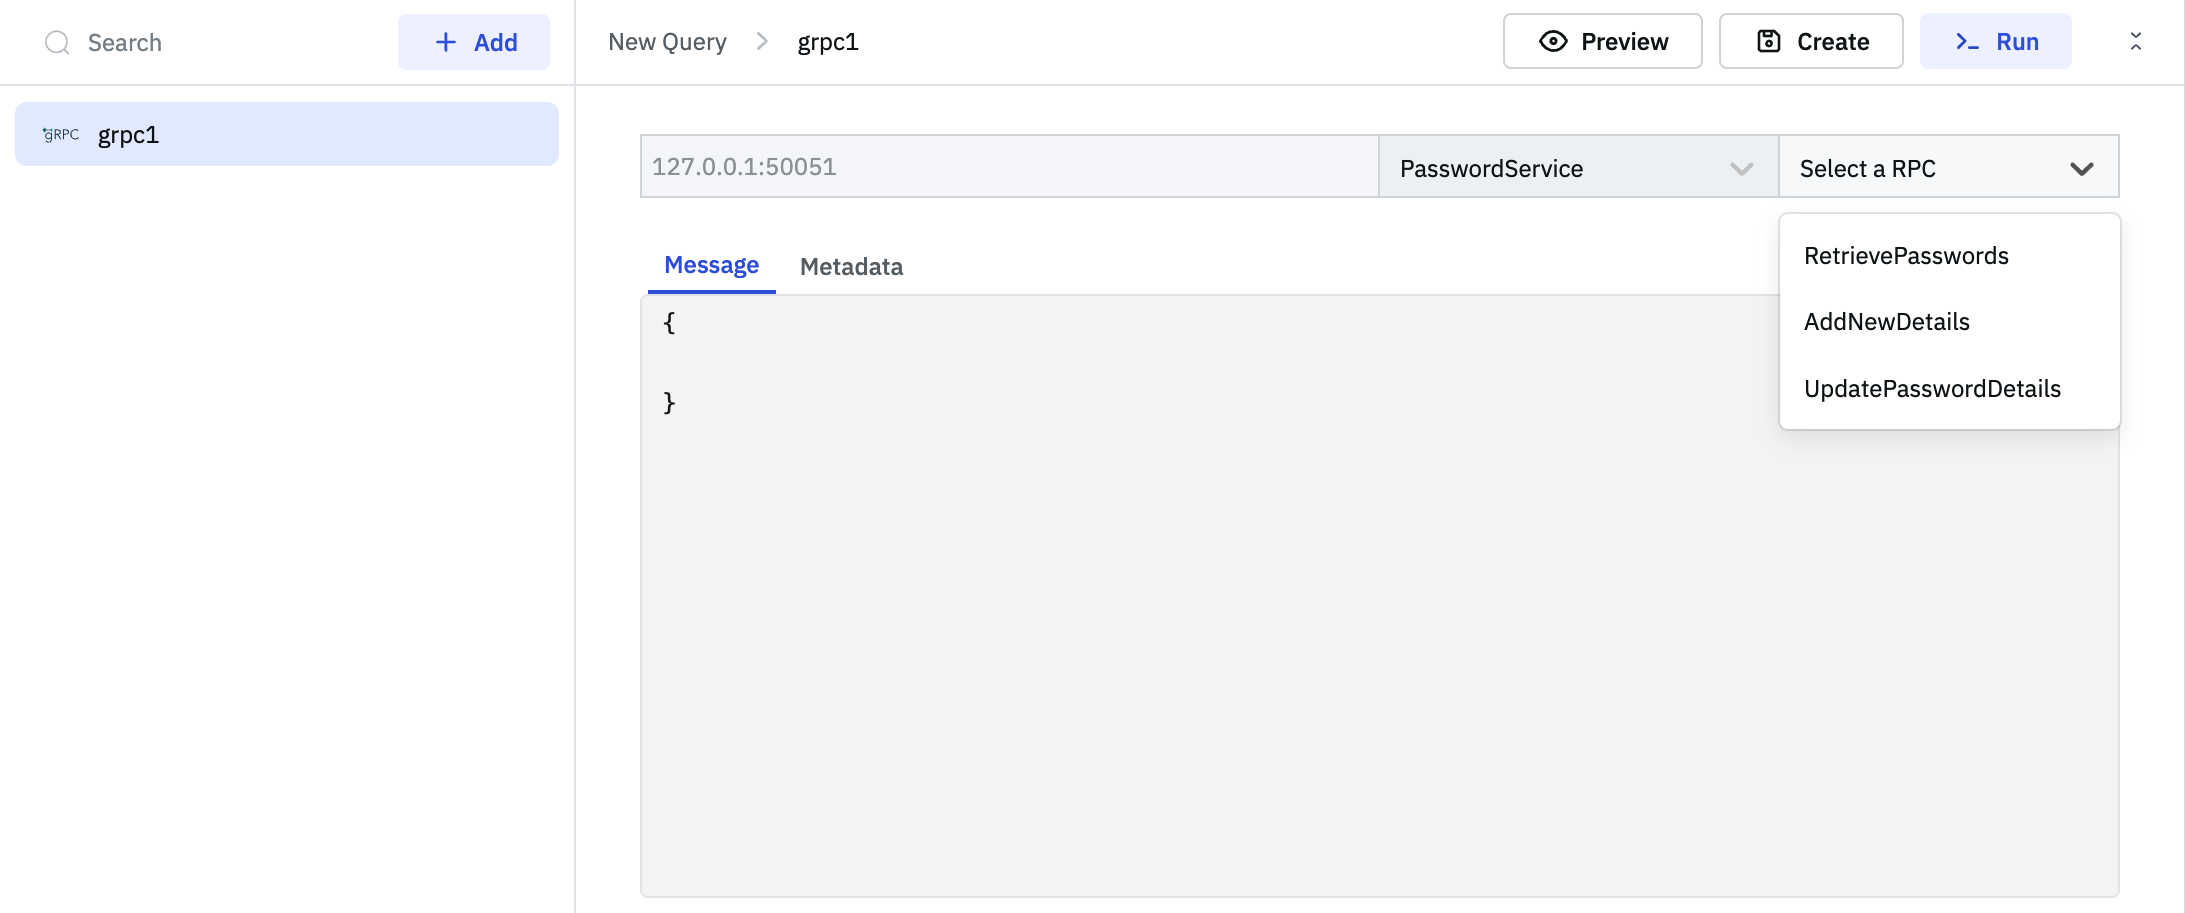 Search
Add
New Query
grpc1
Preview
Create
Run
gRPC
grpc1
127.0.0.1:50051
PasswordService
Select a RPC
RetrievePasswords
AddNewDetails
UpdatePasswordDetails
Message
Metadata
{
}